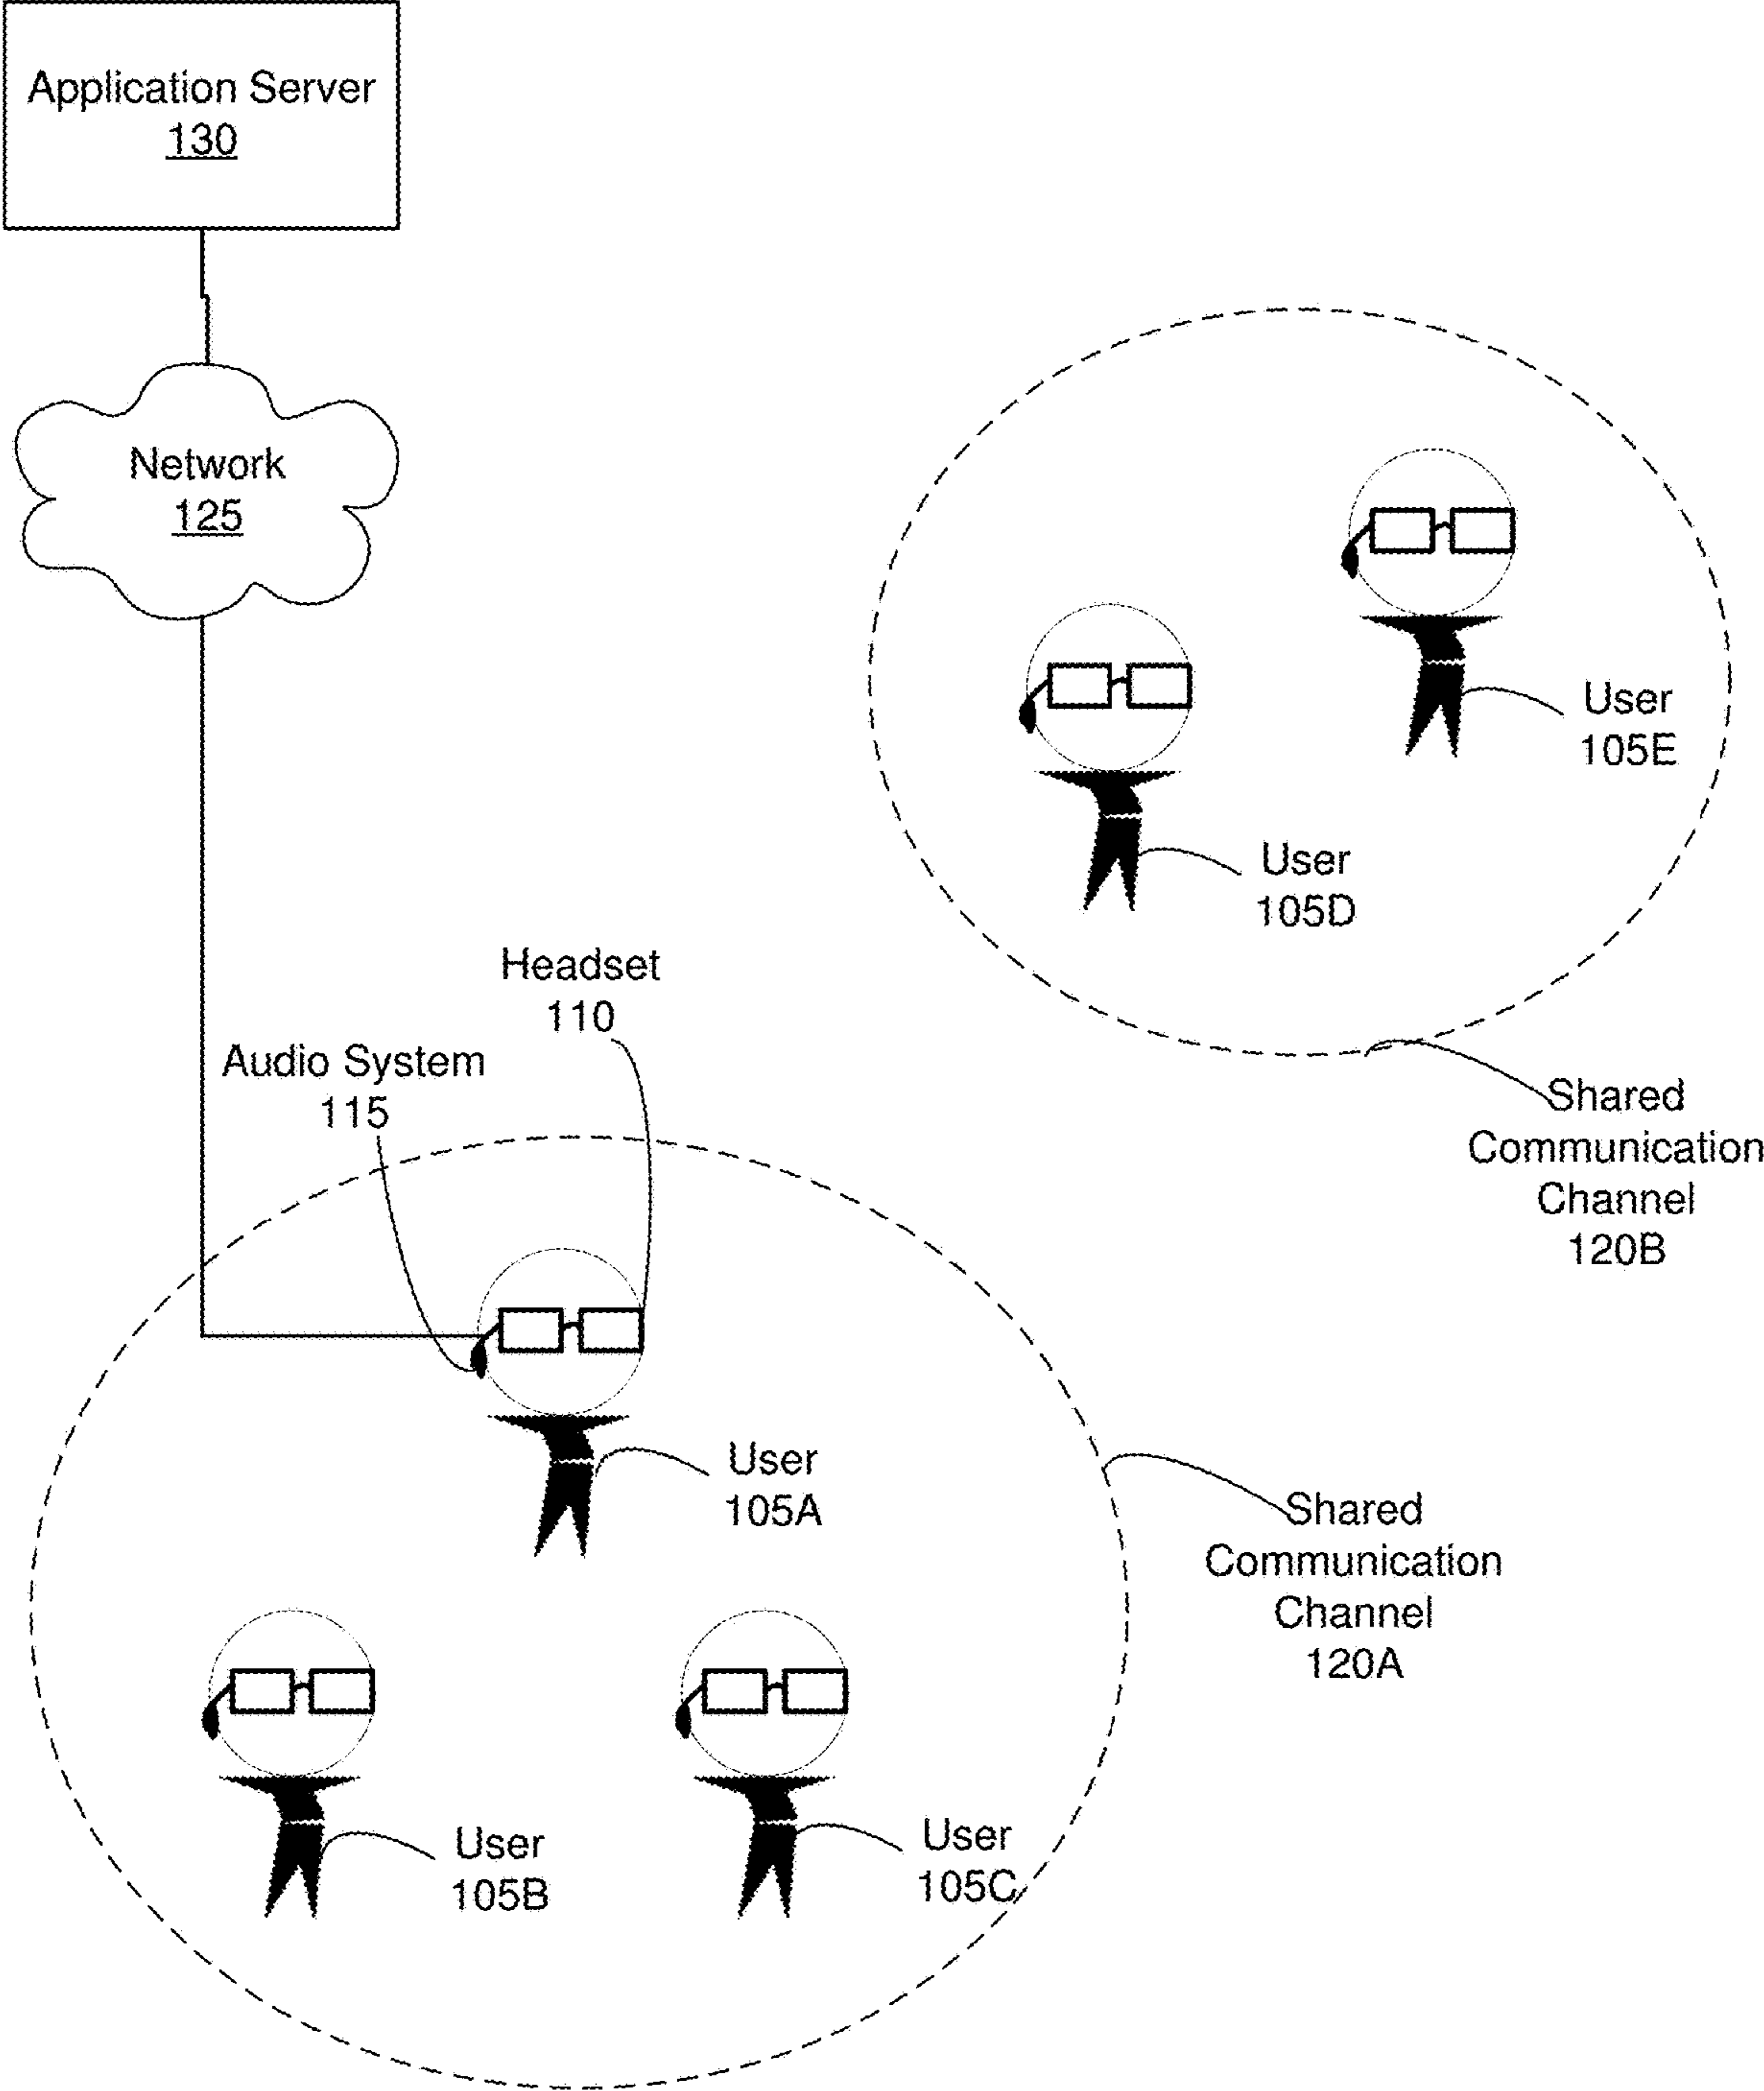 Application Server
130
Network
125
User
105E
User
105D
Headset
110
Audio System
115
Shared
Communication
Channel
120B
User
105A
Shared
Communication
Channel
120A
User
105B
User
105C